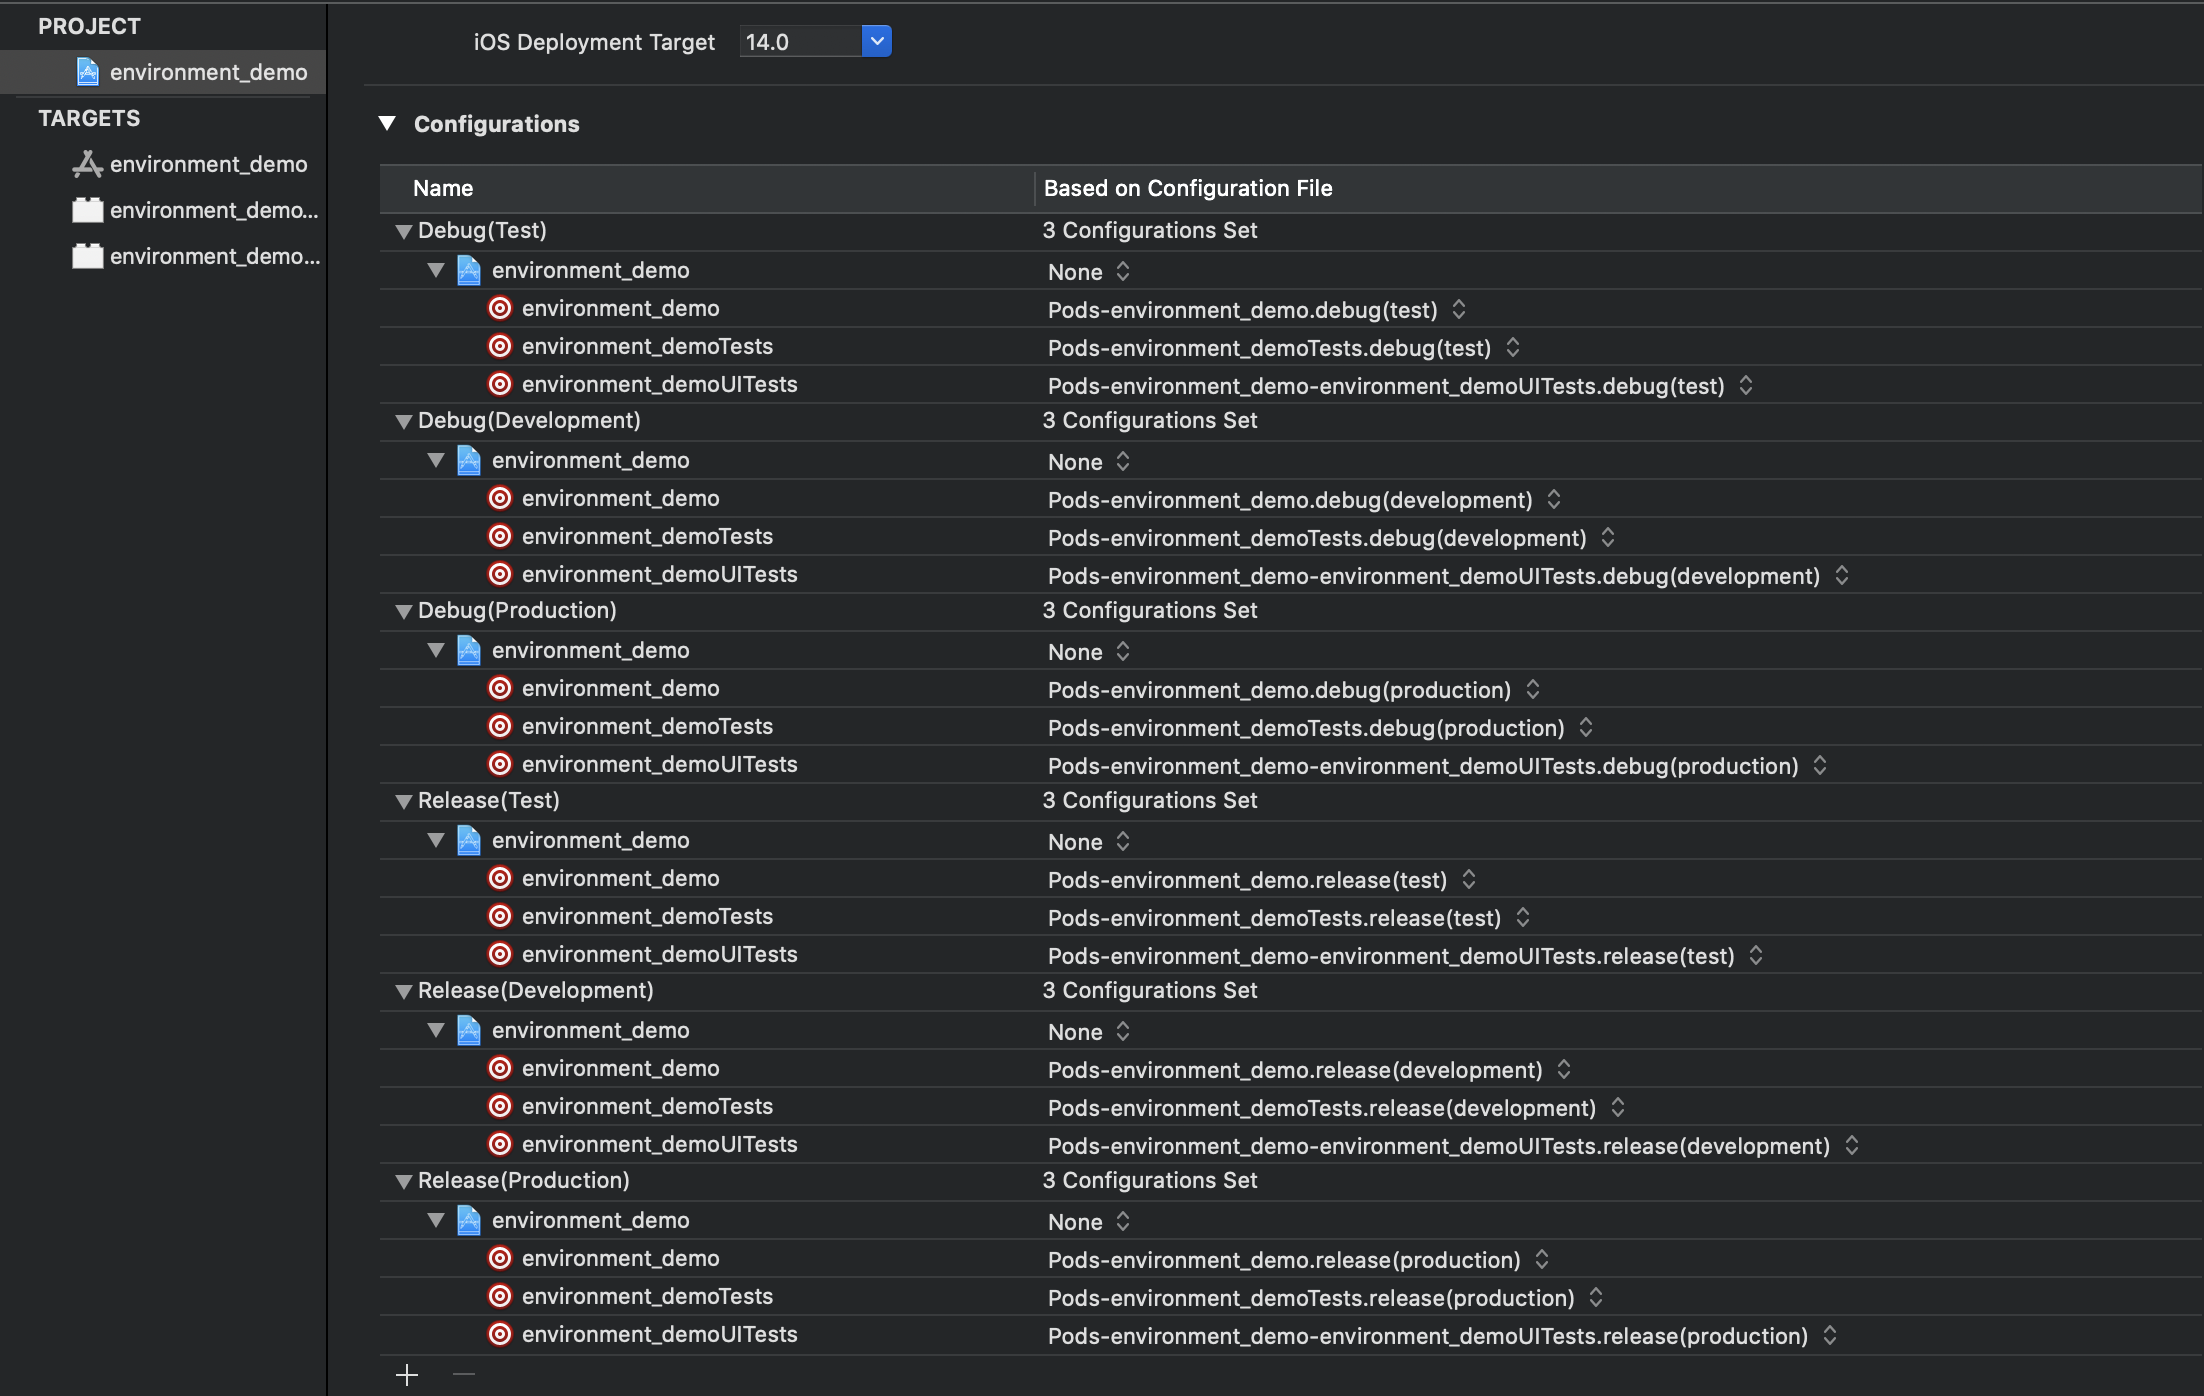 PROJECT
environment_demo
TARGETS
environment_demo
environment_demo...
environment_demo...
iOS Deployment Target 14.0
Configurations
Name Based on Configuration File
Debug(Test) 3 Configurations Set
environment_demo None
environment_demo Pods-environment_demo.debug(test)
environment_demoTests Pods-environment_demoTests.debug(test)
environment_demoUITests Pods-environment_demo-environment_demoUITests.debug(test)
Debug(Development) 3 Configurations Set
environment_demo None
environment_demo Pods-environment_demo.debug(development)
environment_demoTests Pods-environment_demoTests.debug(development)
environment_demoUITests Pods-environment_demo-environment_demoUITests.debug(development)
Debug(Production) 3 Configurations Set
environment_demo None
environment_demo Pods-environment_demo.debug(production)
environment_demoTests Pods-environment_demoTests.debug(production)
environment_demoUITests Pods-environment_demo-environment_demoUITests.debug(production)
Release(Test) 3 Configurations Set
environment_demo None
environment_demo Pods-environment_demo.release(test)
environment_demoTests Pods-environment_demoTests.release(test)
environment_demoUITests Pods-environment_demo-environment_demoUITests.release(test)
Release(Development) 3 Configurations Set
environment_demo None
environment_demo Pods-environment_demo.release(development)
environment_demoTests Pods-environment_demoTests.release(development)
environment_demoUITests Pods-environment_demo-environment_demoUITests.release(development)
Release(Production) 3 Configurations Set
environment_demo None
environment_demo Pods-environment_demo.release(production)
environment_demoTests Pods-environment_demoTests.release(production)
environment_demoUITests Pods-environment_demo-environment_demoUITests.release(production)